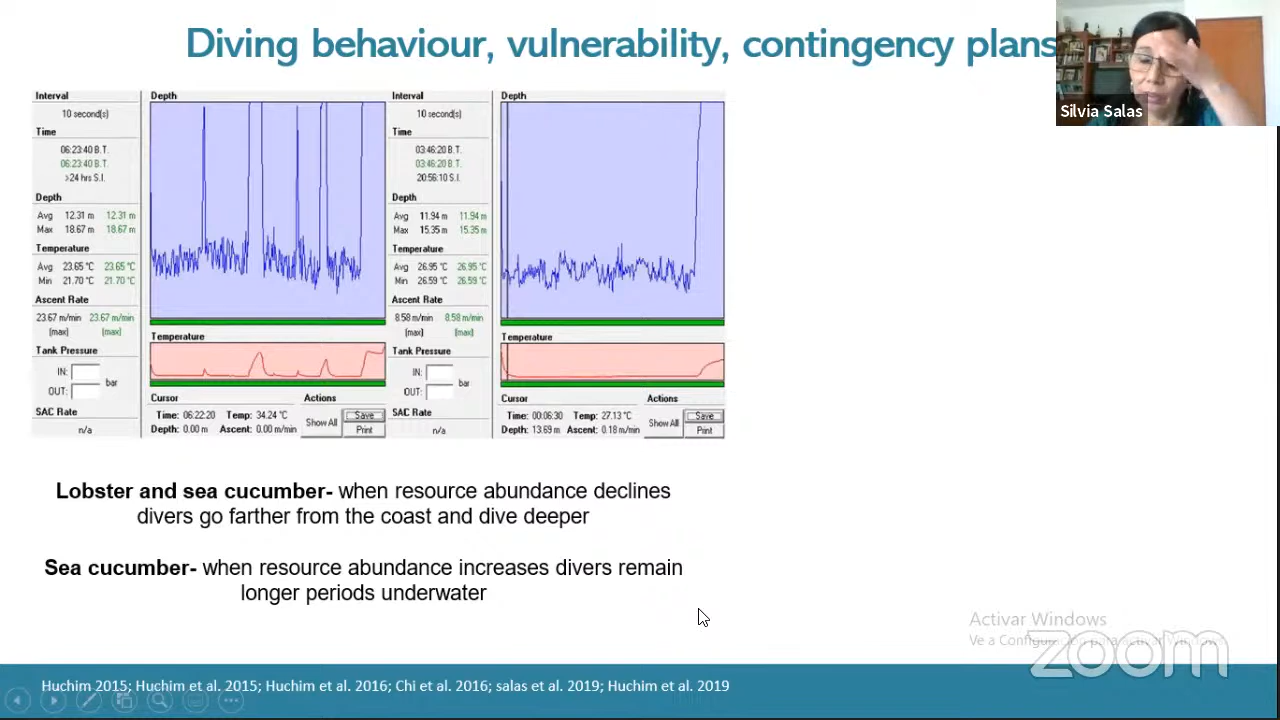 Diving behaviour, vulnerability, contingency plans
Silvia Salas
Interval
10 second(s)
Time
06:23:40 B.T.
06:23:40 B.T.
>24 hrs S.I.
Depth
Avg 12.31 m 12.31 m
Max 18.67 m 18.67 m
Temperature
Avg 23.65 °C 23.65 °C
Min 21.70 °C 21.70 °C
Ascent Rate
23.67 m/min 23.67 m/min
(max) (max)
Tank Pressure
IN:
bar
OUT:
SAC Rate
n/a
Depth
Temperature
Cursor
Actions
Time: 06:22:20 Temp: 34.24 °C
Depth: 0.00 m Ascent: 0.00 m/min
Show All
Save
Print
Interval
10 second(s)
Time
03:46:20 B.T.
03:46:20 B.T.
20:56:10 S.I.
Depth
Avg 11.94 m 11.94 m
Max 15.35 m 15.35 m
Temperature
Avg 26.95 °C 26.95 °C
Min 26.59 °C 26.59 °C
Ascent Rate
8.58 m/min 8.58 m/min
(max) (max)
Tank Pressure
IN:
bar
OUT:
SAC Rate
n/a
Depth
Temperature
Cursor
Actions
Time: 00:06:30 Temp: 27.13 °C
Depth: 13.69 m Ascent: 0.18 m/min
Show All
Save
Print
Lobster and sea cucumber- when resource abundance declines
divers go farther from the coast and dive deeper
Sea cucumber- when resource abundance increases divers remain
longer periods underwater
Activar Windows
Ve a Configuración para activar Windows.
zoom
Huchim 2015; Huchim et al. 2015; Huchim et al. 2016; Chi et al. 2016; salas et al. 2019; Huchim et al. 2019